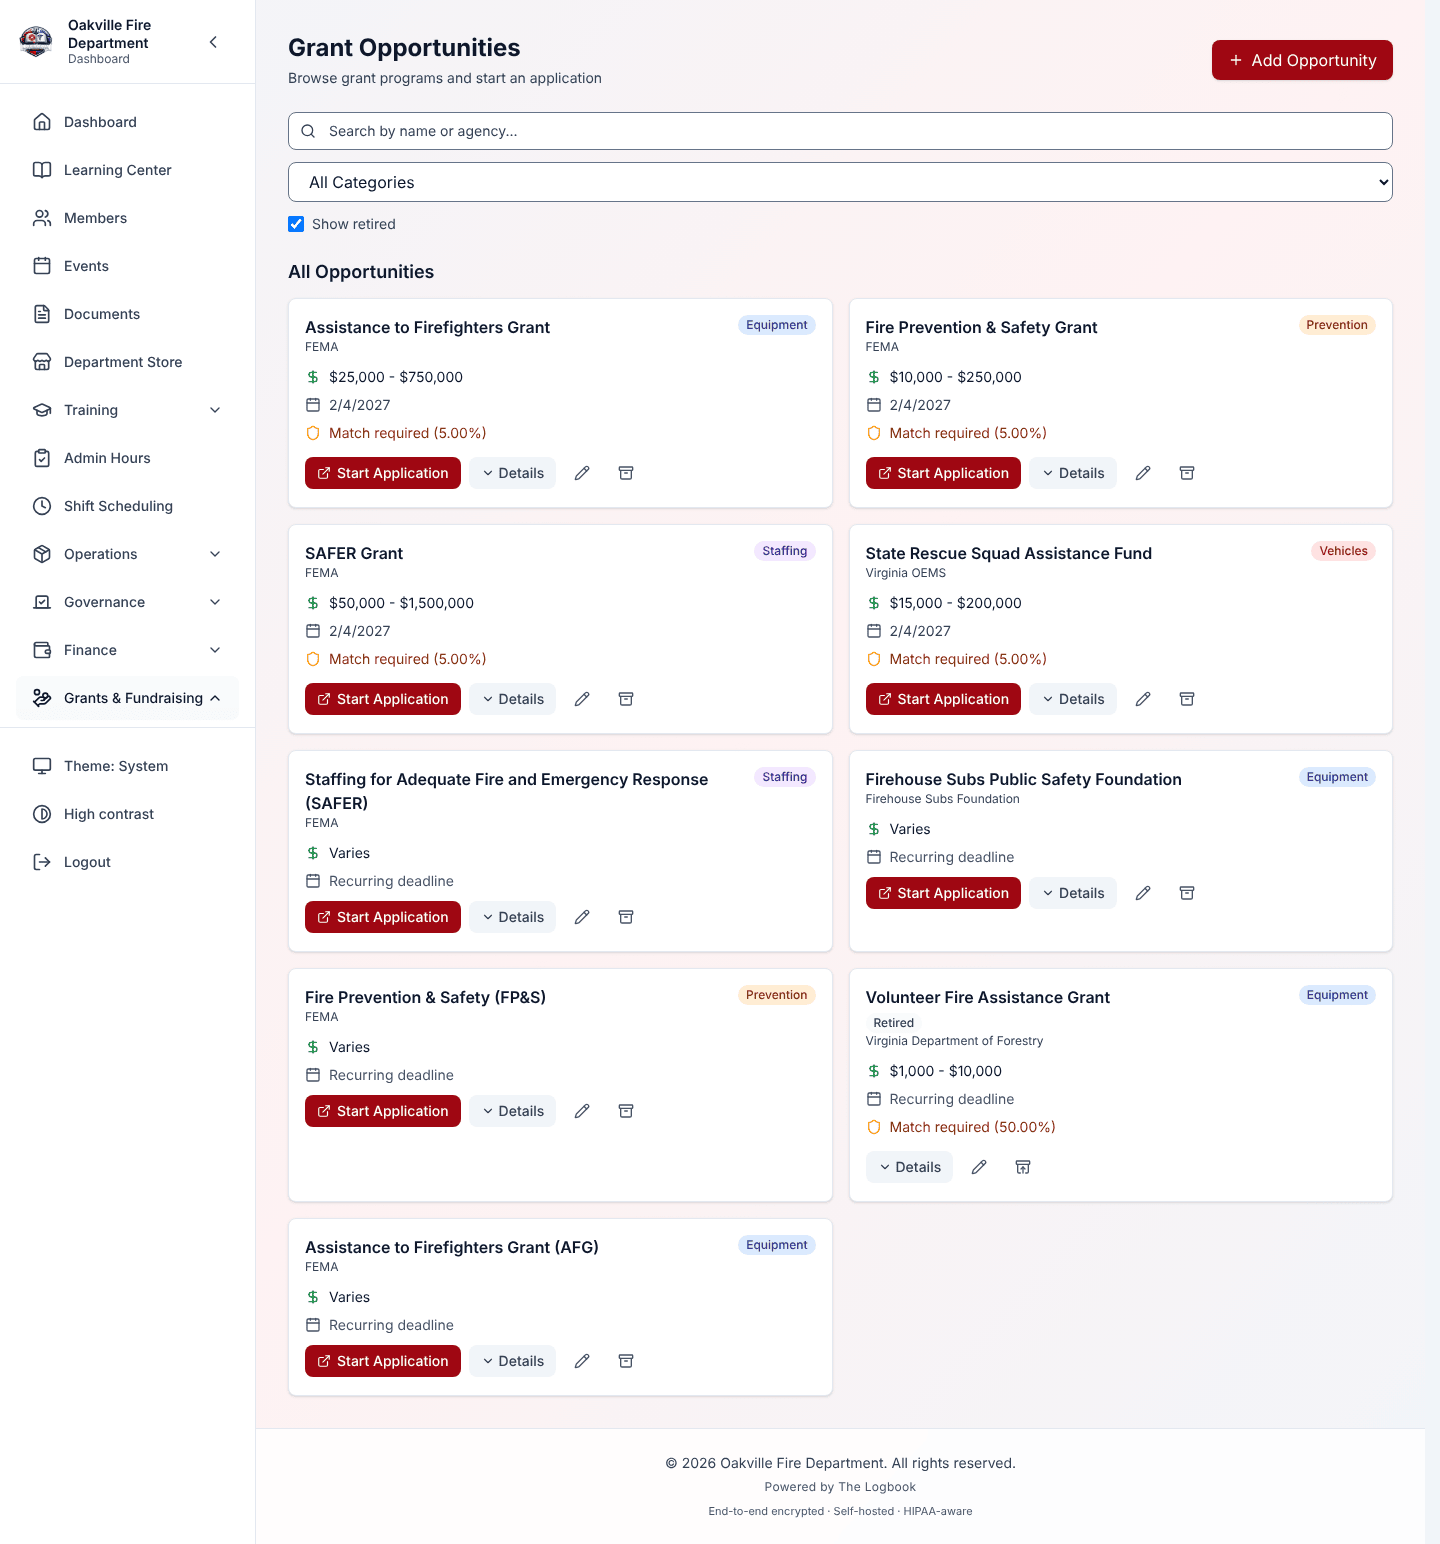 Oakville Fire
Department
Dashboard
Dashboard
Learning Center
Members
Events
Documents
Department Store
Training
Admin Hours
Shift Scheduling
Operations
Governance
Finance
Grants & Fundraising
Theme: System
High contrast
Logout
Grant Opportunities
Browse grant programs and start an application
Add Opportunity
Search by name or agency...
All Categories
Show retired
All Opportunities
Assistance to Firefighters Grant
Equipment
FEMA
$25,000 - $750,000
2/4/2027
Match required (5.00%)
Start Application
Details
Fire Prevention & Safety Grant
Prevention
FEMA
$10,000 - $250,000
2/4/2027
Match required (5.00%)
Start Application
Details
SAFER Grant
Staffing
FEMA
$50,000 - $1,500,000
2/4/2027
Match required (5.00%)
Start Application
Details
State Rescue Squad Assistance Fund
Vehicles
Virginia OEMS
$15,000 - $200,000
2/4/2027
Match required (5.00%)
Start Application
Details
Staffing for Adequate Fire and Emergency Response
(SAFER)
Staffing
FEMA
Varies
Recurring deadline
Start Application
Details
Firehouse Subs Public Safety Foundation
Equipment
Firehouse Subs Foundation
Varies
Recurring deadline
Start Application
Details
Fire Prevention & Safety (FP&S)
Prevention
FEMA
Varies
Recurring deadline
Start Application
Details
Volunteer Fire Assistance Grant
Equipment
Retired
Virginia Department of Forestry
$1,000 - $10,000
Recurring deadline
Match required (50.00%)
Details
Assistance to Firefighters Grant (AFG)
Equipment
FEMA
Varies
Recurring deadline
Start Application
Details
© 2026 Oakville Fire Department. All rights reserved.
Powered by The Logbook
End-to-end encrypted · Self-hosted · HIPAA-aware